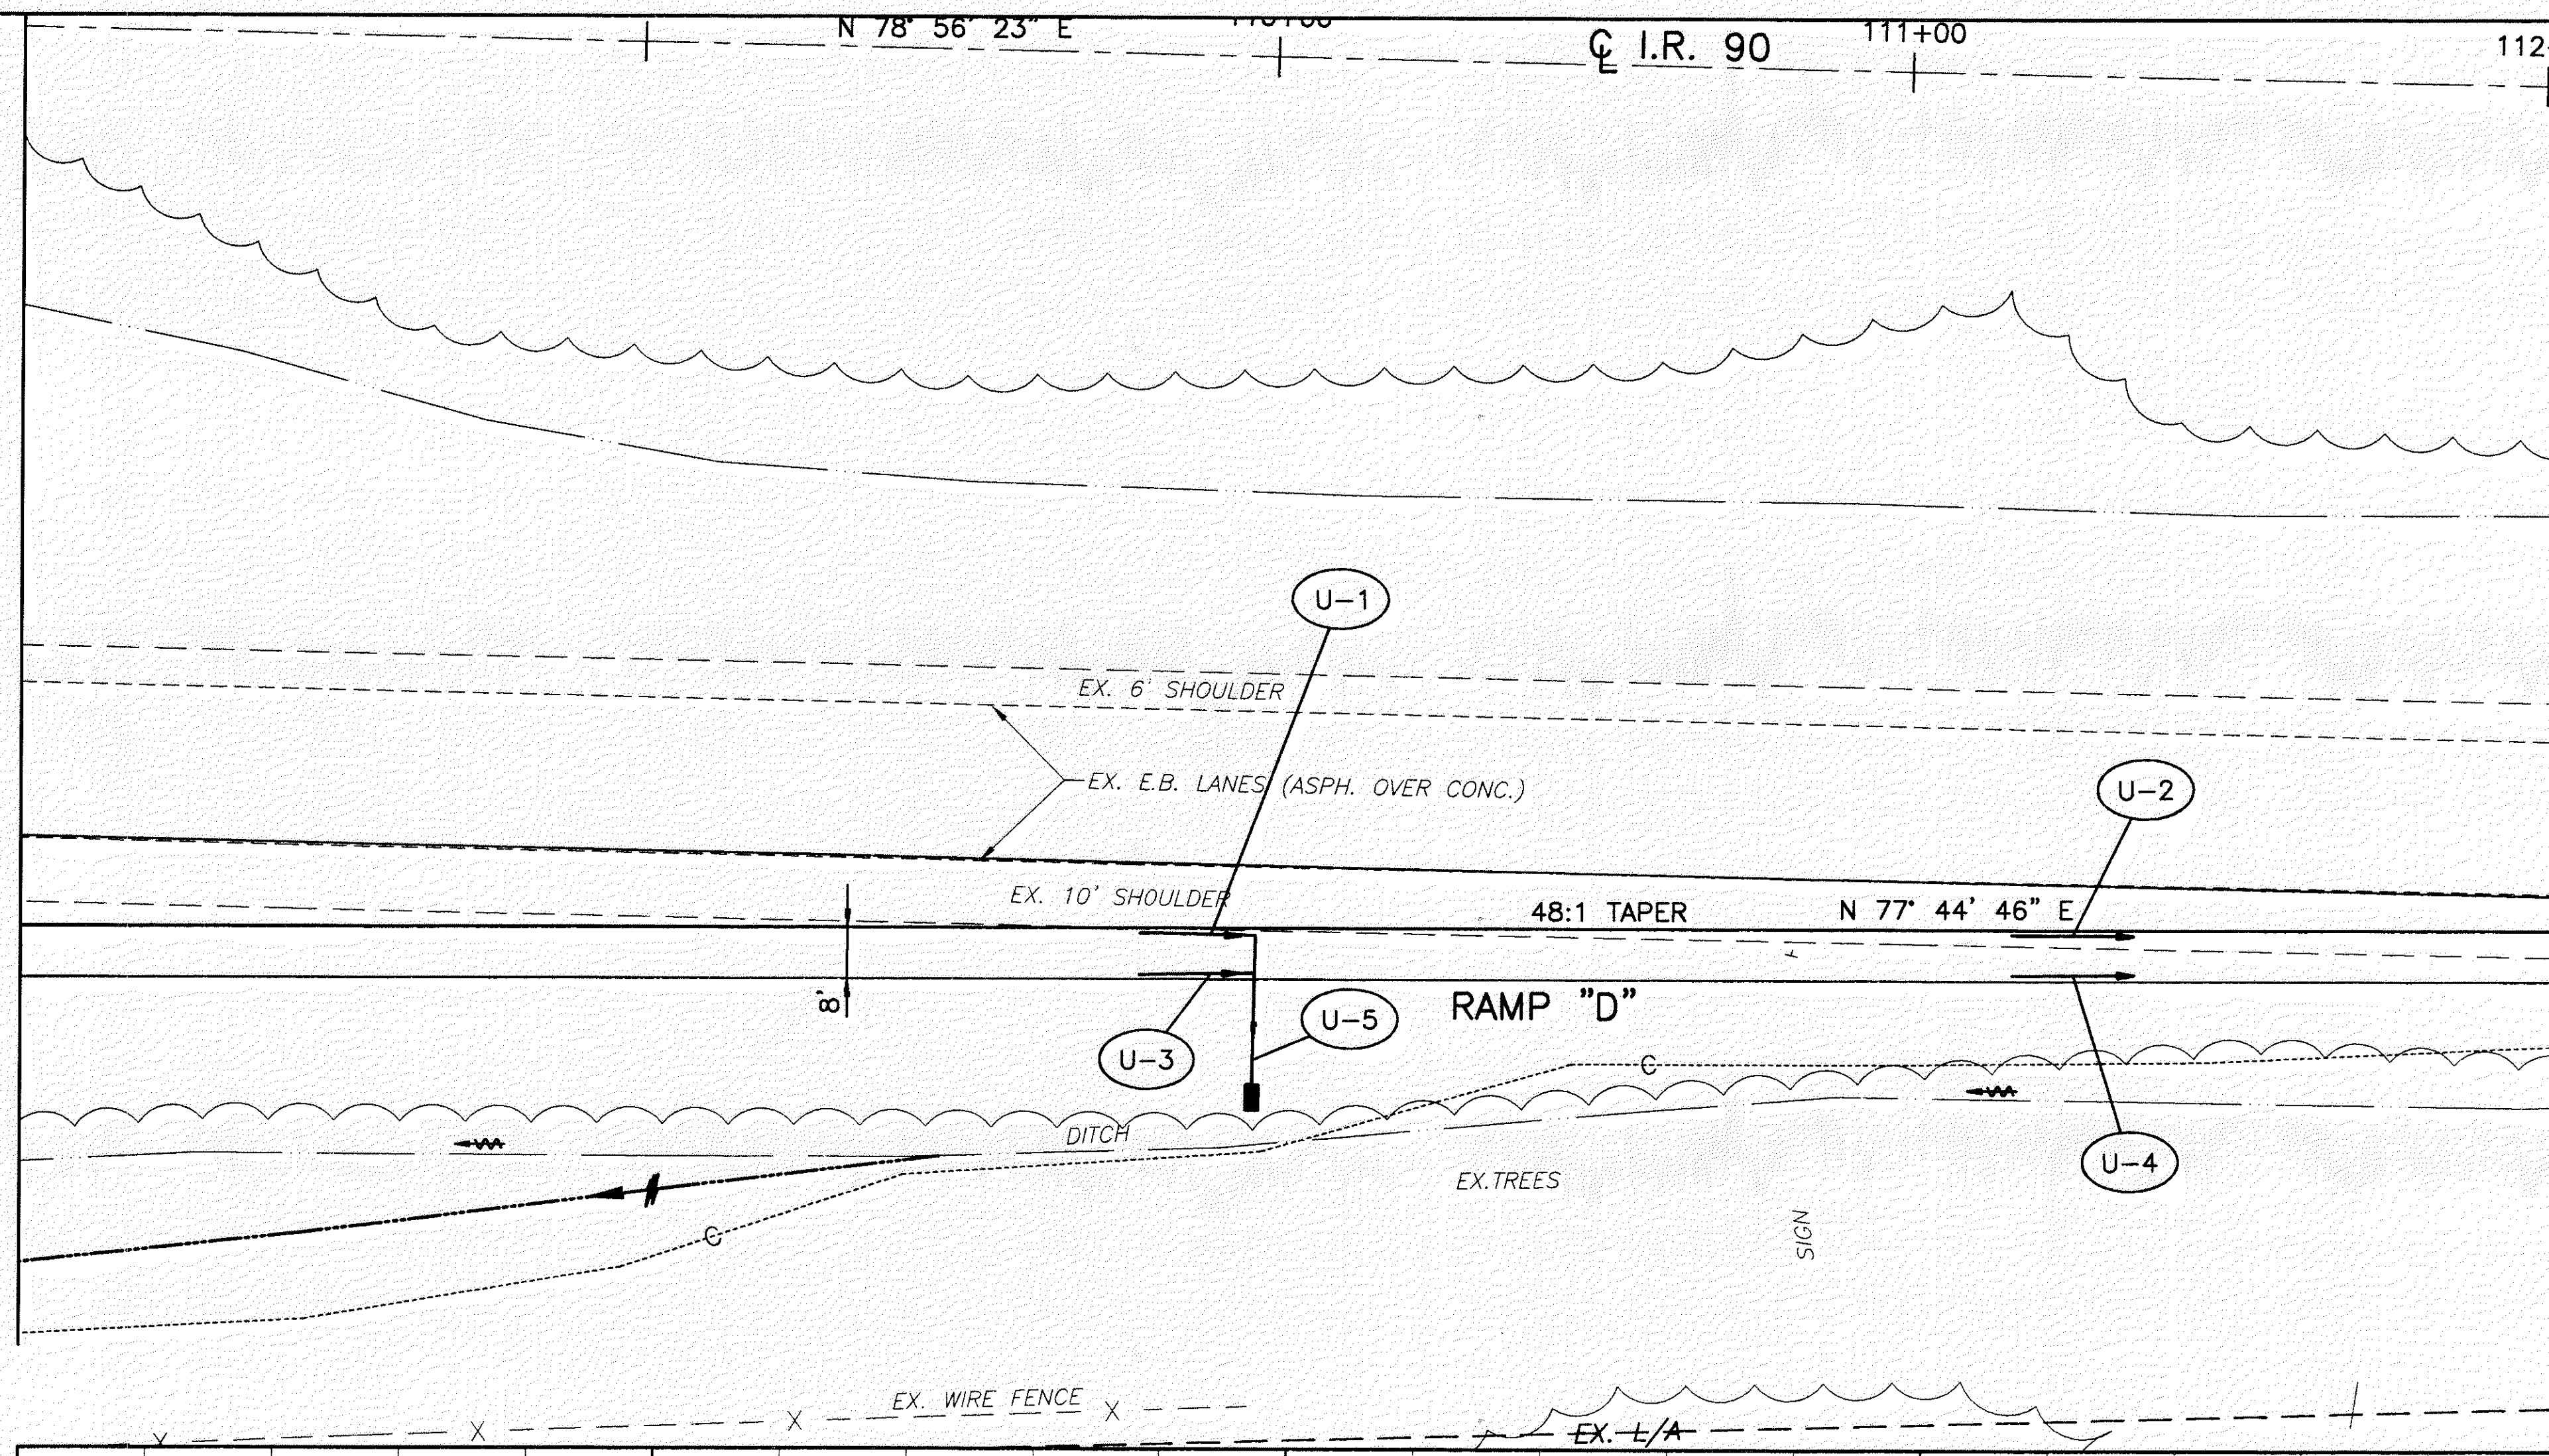 N 78° 56' 23" E
℄ I.R. 90
111+00
112
U-1
EX. 6' SHOULDER
EX. E.B. LANES (ASPH. OVER CONC.)
U-2
EX. 10' SHOULDER
48:1 TAPER
N 77° 44' 46" E
8'
RAMP "D"
U-5
U-3
C
DITCH
U-4
EX.TREES
SIGN
C
EX. WIRE FENCE
X X X X
EX. L/A